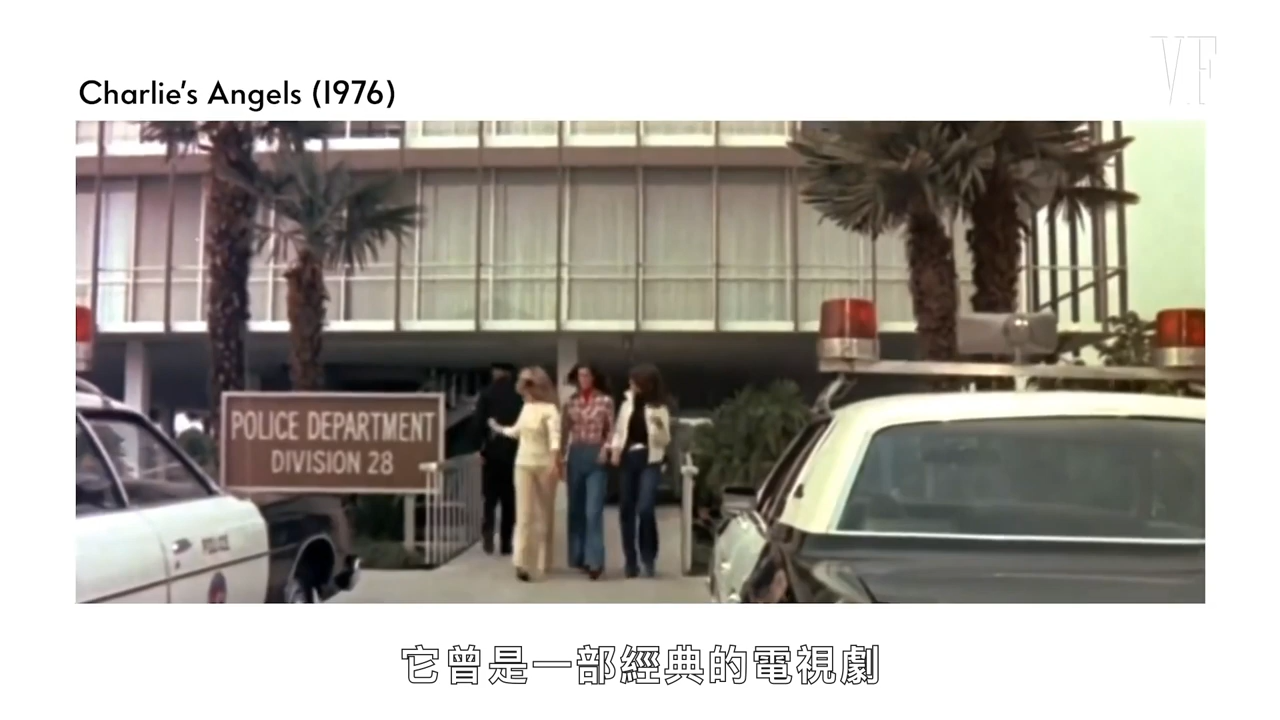 VF
Charlie's Angels (1976)
POLICE DEPARTMENT
DIVISION 28
POLICE
它曾是一部經典的電視劇